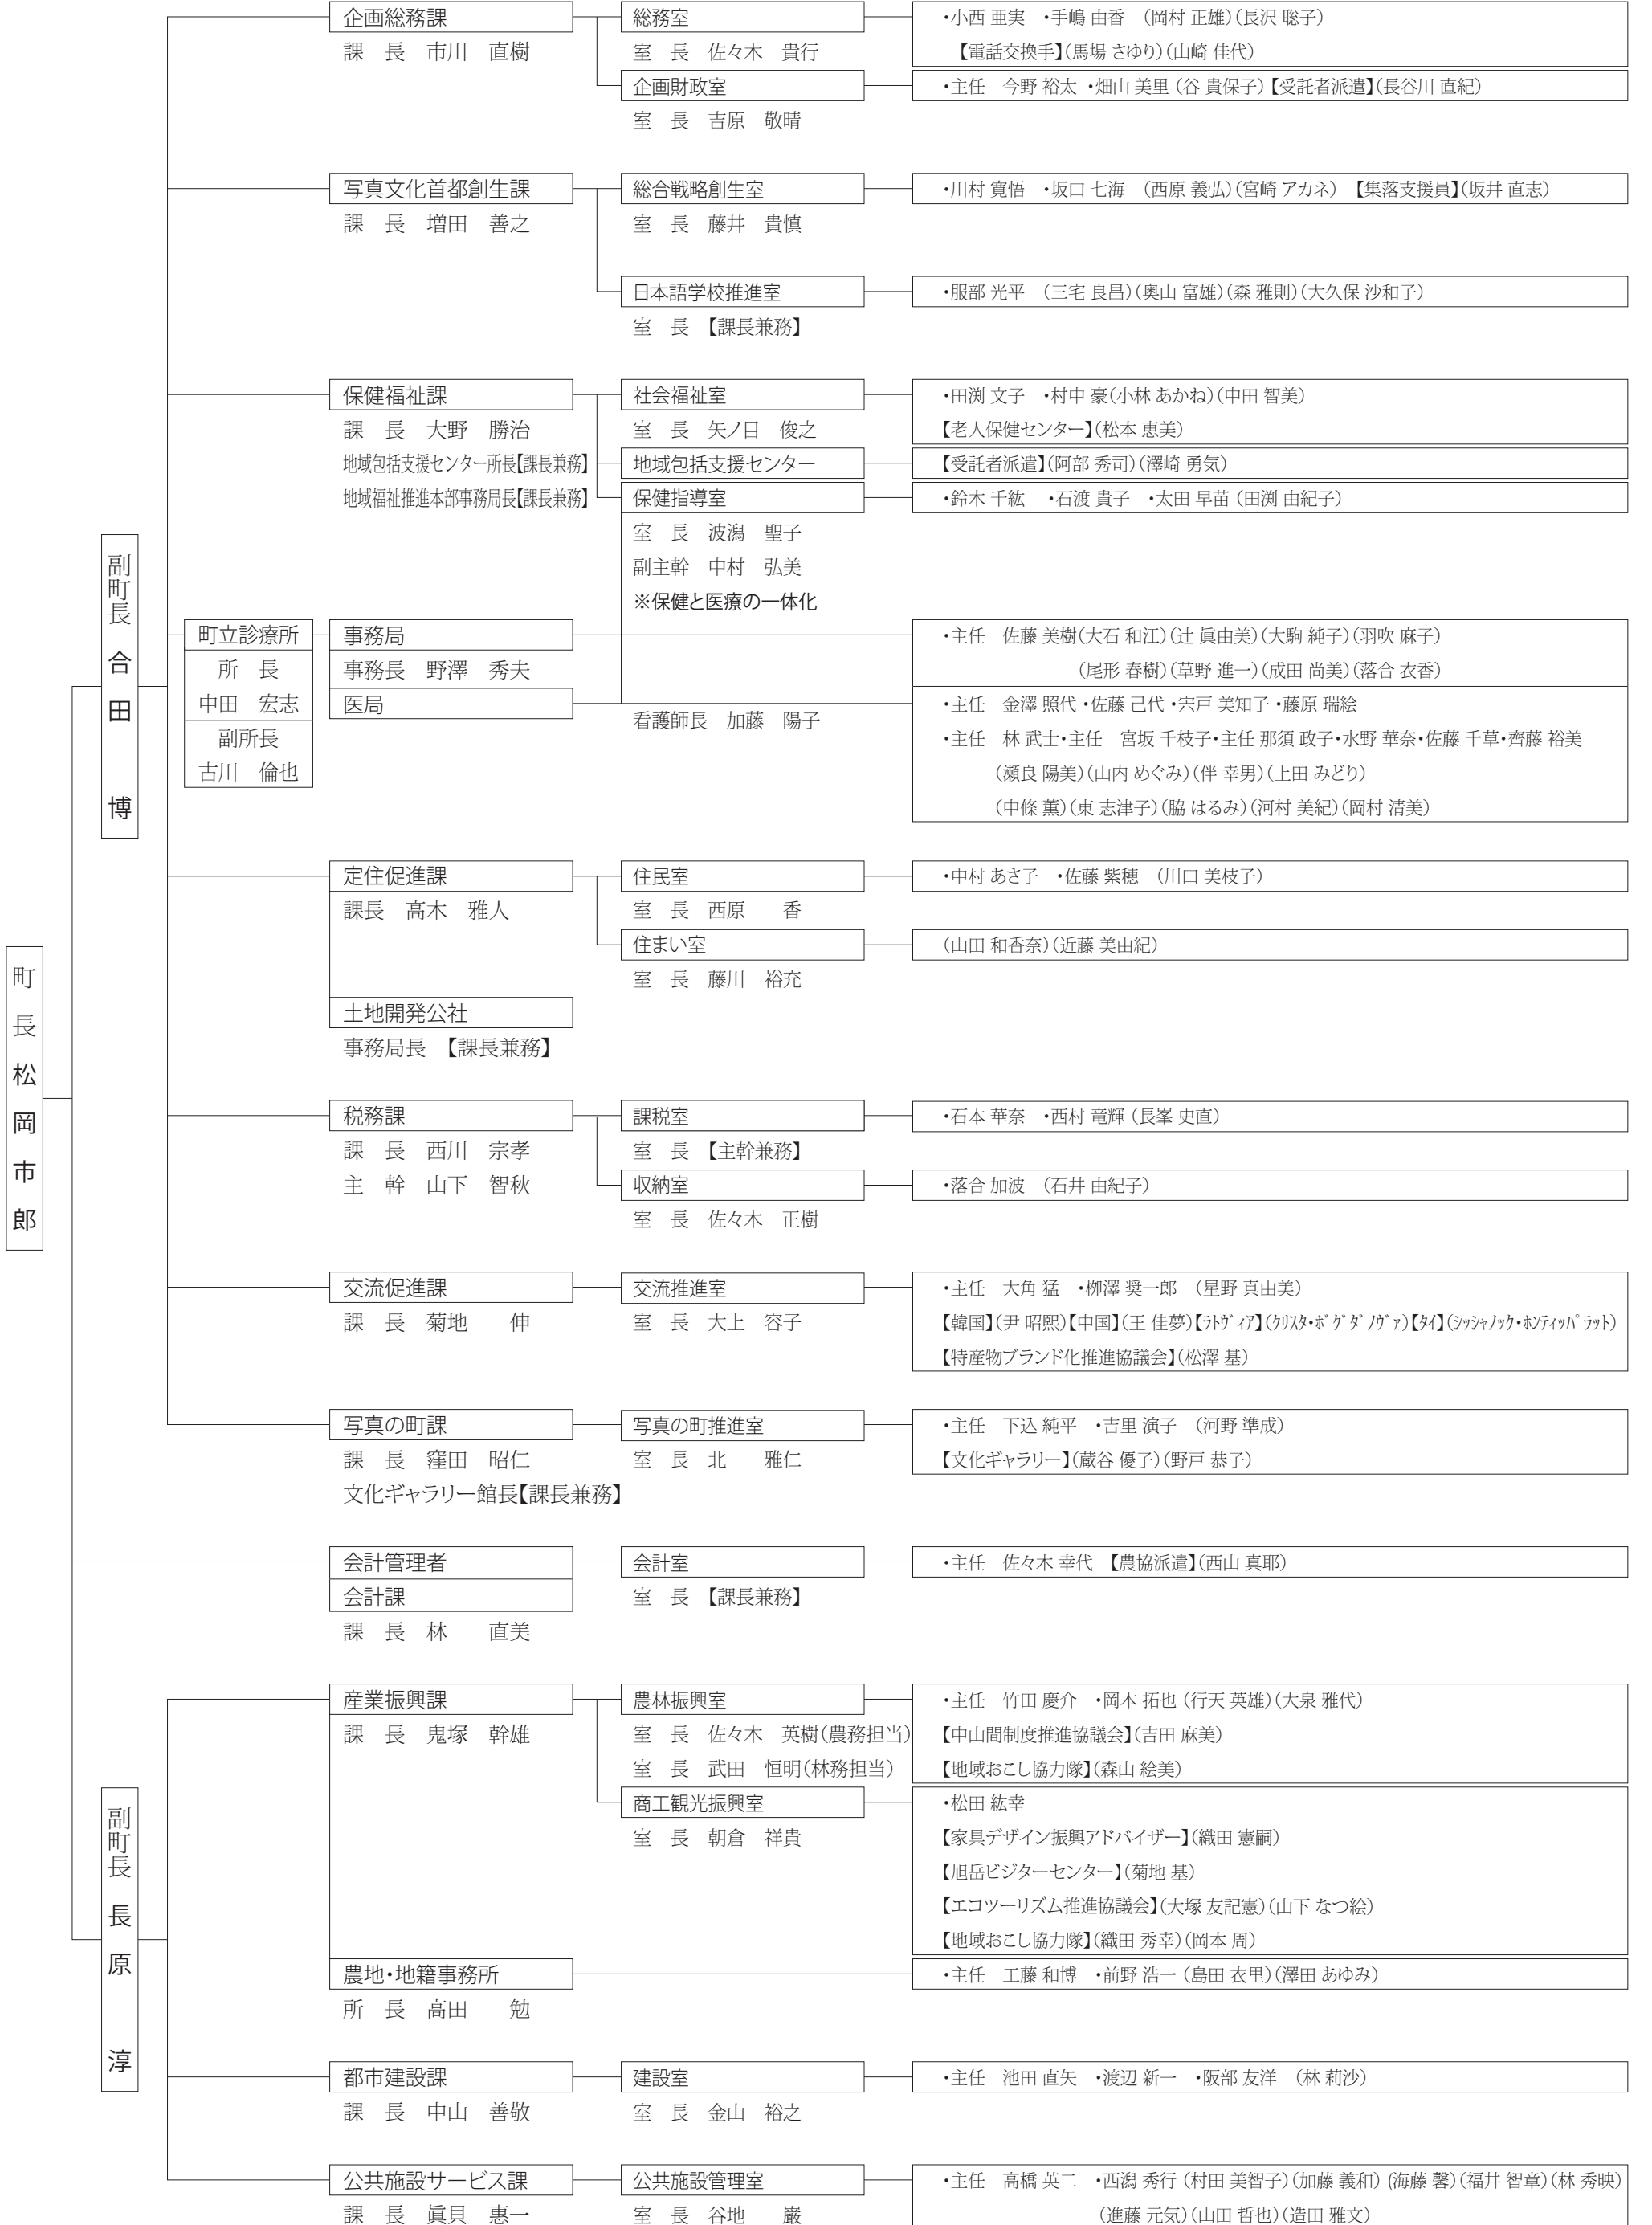 町長 松岡市郎
副町長 合田 博
企画総務課
課 長 市川 直樹
総務室
室 長 佐々木 貴行
・小西 亜実 ・手嶋 由香 （岡村 正雄）（長沢 聡子）
【電話交換手】（馬場 さゆり）（山崎 佳代）
企画財政室
室 長 吉原 敬晴
・主任 今野 裕太 ・畑山 美里 （谷 貴保子）【受託者派遣】（長谷川 直紀）
写真文化首都創生課
課 長 増田 善之
総合戦略創生室
室 長 藤井 貴慎
・川村 寛悟 ・坂口 七海 （西原 義弘）（宮崎 アカネ） 【集落支援員】（坂井 直志）
日本語学校推進室
室 長 【課長兼務】
・服部 光平 （三宅 良昌）（奥山 富雄）（森 雅則）（大久保 沙和子）
保健福祉課
課 長 大野 勝治
地域包括支援センター所長【課長兼務】
地域福祉推進本部事務局長【課長兼務】
社会福祉室
室 長 矢ノ目 俊之
・田渕 文子 ・村中 豪（小林 あかね）（中田 智美）
【老人保健センター】（松本 恵美）
地域包括支援センター
【受託者派遣】（阿部 秀司）（澤崎 勇気）
保健指導室
室 長 波潟 聖子
副主幹 中村 弘美
※保健と医療の一体化
・鈴木 千紘 ・石渡 貴子 ・太田 早苗 （田渕 由紀子）
町立診療所
所 長
中田 宏志
副所長
古川 倫也
事務局
事務長 野澤 秀夫
・主任 佐藤 美樹（大石 和江）（辻 眞由美）（大駒 純子）（羽吹 麻子）
（尾形 春樹）（草野 進一）（成田 尚美）（落合 衣香）
医局
看護師長 加藤 陽子
・主任 金澤 照代 ・佐藤 己代 ・宍戸 美知子 ・藤原 瑞絵
・主任 林 武士・主任 宮坂 千枝子・主任 那須 政子・水野 華奈・佐藤 千草・齊藤 裕美
（瀬良 陽美）（山内 めぐみ）（伴 幸男）（上田 みどり）
（中條 薫）（東 志津子）（脇 はるみ）（河村 美紀）（岡村 清美）
定住促進課
課長 高木 雅人
住民室
室 長 西原 香
・中村 あさ子 ・佐藤 紫穂 （川口 美枝子）
住まい室
室 長 藤川 裕充
（山田 和香奈）（近藤 美由紀）
土地開発公社
事務局長 【課長兼務】
税務課
課 長 西川 宗孝
主 幹 山下 智秋
課税室
室 長 【主幹兼務】
・石本 華奈 ・西村 竜輝 （長峯 史直）
収納室
室 長 佐々木 正樹
・落合 加波 （石井 由紀子）
交流促進課
課 長 菊地 伸
交流推進室
室 長 大上 容子
・主任 大角 猛 ・栁澤 奨一郎 （星野 真由美）
【韓国】（尹 昭熙）【中国】（王 佳夢）【ﾗﾄｳﾞｨｱ】（ｸﾘｽﾀ・ﾎﾞｸﾞﾀﾞﾉｳﾞｧ）【ﾀｲ】（ｼｯｼｬﾉｯｸ・ﾎﾝﾃｨｯﾊﾟﾗｯﾄ）
【特産物ブランド化推進協議会】（松澤 基）
写真の町課
課 長 窪田 昭仁
文化ギャラリー館長【課長兼務】
写真の町推進室
室 長 北 雅仁
・主任 下込 純平 ・吉里 演子 （河野 準成）
【文化ギャラリー】（蔵谷 優子）（野戸 恭子）
会計管理者
会計課
課 長 林 直美
会計室
室 長 【課長兼務】
・主任 佐々木 幸代 【農協派遣】（西山 真耶）
副町長 長原 淳
産業振興課
課 長 鬼塚 幹雄
農林振興室
室 長 佐々木 英樹（農務担当）
室 長 武田 恒明（林務担当）
・主任 竹田 慶介 ・岡本 拓也 （行天 英雄）（大泉 雅代）
【中山間制度推進協議会】（吉田 麻美）
【地域おこし協力隊】（森山 絵美）
商工観光振興室
室 長 朝倉 祥貴
・松田 紘幸
【家具デザイン振興アドバイザー】（織田 憲嗣）
【旭岳ビジターセンター】（菊地 基）
【エコツーリズム推進協議会】（大塚 友記憲）（山下 なつ絵）
【地域おこし協力隊】（織田 秀幸）（岡本 周）
農地・地籍事務所
所 長 高田 勉
・主任 工藤 和博 ・前野 浩一 （島田 衣里）（澤田 あゆみ）
都市建設課
課 長 中山 善敬
建設室
室 長 金山 裕之
・主任 池田 直矢 ・渡辺 新一 ・阪部 友洋 （林 莉沙）
公共施設サービス課
課 長 眞貝 惠一
公共施設管理室
室 長 谷地 巌
・主任 高橋 英二 ・西潟 秀行 （村田 美智子）（加藤 義和） （海藤 馨）（福井 智章）（林 秀映）
（進藤 元気）（山田 哲也）（造田 雅文）